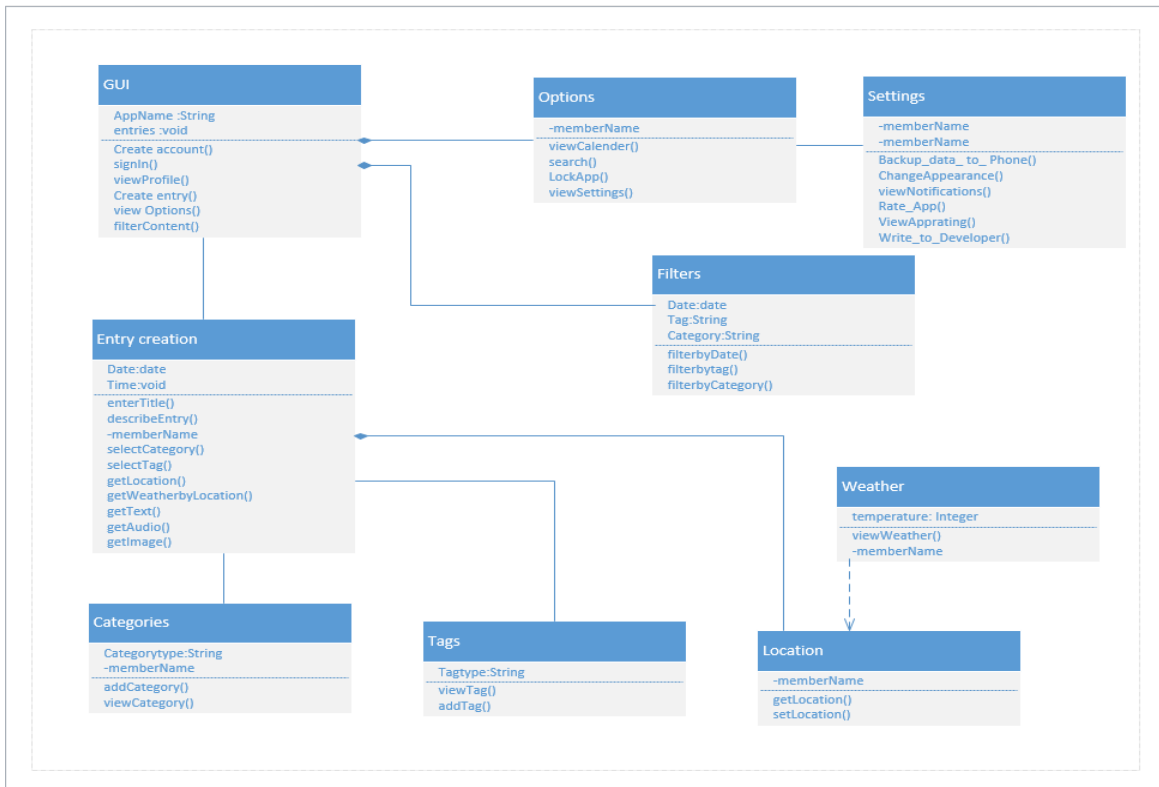 GUI
AppName :String
entries :void
Create account()
signIn()
viewProfile()
Create entry()
view Options()
filterContent()
Options
-memberName
viewCalender()
search()
LockApp()
viewSettings()
Settings
-memberName
-memberName
Backup_data_ to_ Phone()
ChangeAppearance()
viewNotifications()
Rate_App()
ViewApprating()
Write_to_Developer()
Filters
Date:date
Tag:String
Category:String
filterbyDate()
filterbytag()
filterbyCategory()
Entry creation
Date:date
Time:void
enterTitle()
describeEntry()
-memberName
selectCategory()
selectTag()
getLocation()
getWeatherbyLocation()
getText()
getAudio()
getImage()
Weather
temperature: Integer
viewWeather()
-memberName
Categories
Categorytype:String
-memberName
addCategory()
viewCategory()
Tags
Tagtype:String
viewTag()
addTag()
Location
-memberName
getLocation()
setLocation()